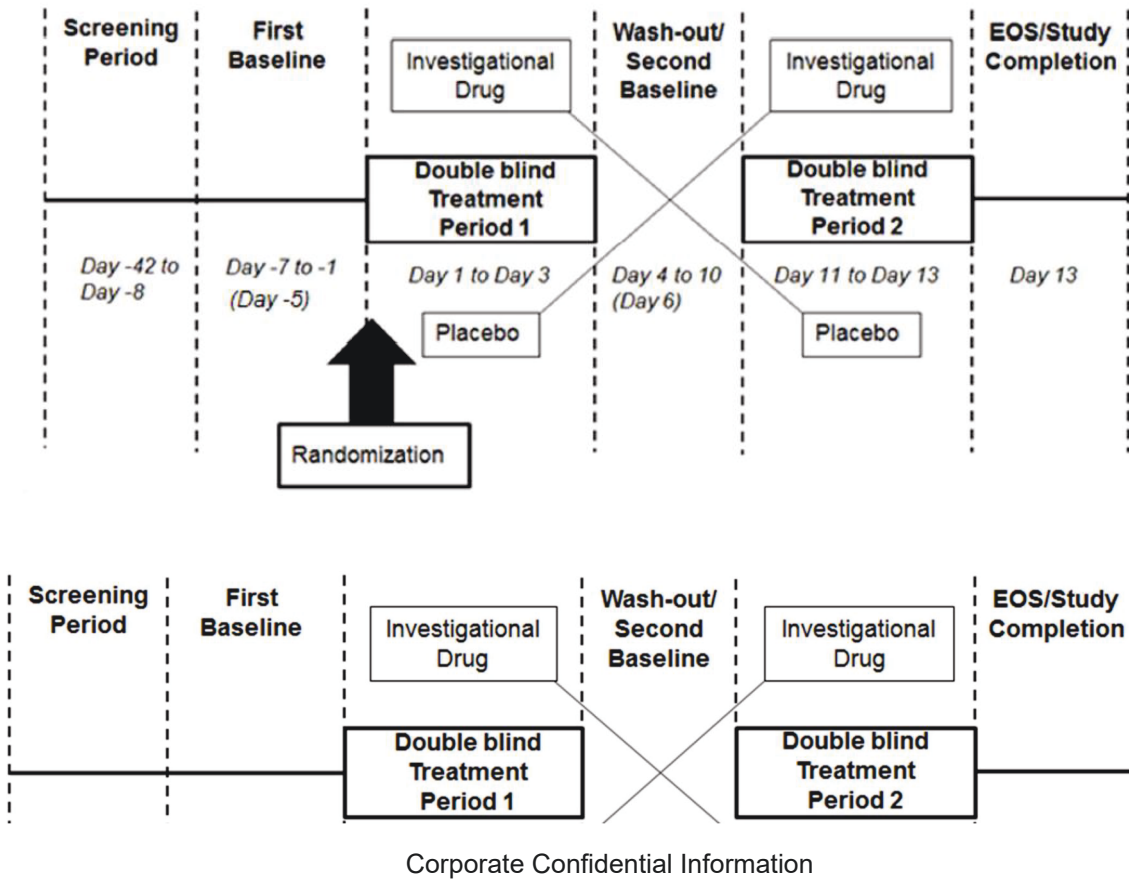 Screening
Period
First
Baseline
Investigational
Drug
Wash-out/
Second
Baseline
Investigational
Drug
EOS/Study
Completion
Double blind
Treatment
Period 1
Double blind
Treatment
Period 2
Day -42 to
Day -8
Day -7 to -1
(Day -5)
Day 1 to Day 3
Day 4 to 10
(Day 6)
Day 11 to Day 13
Day 13
Placebo
Placebo
Randomization
Screening
Period
First
Baseline
Investigational
Drug
Wash-out/
Second
Baseline
Investigational
Drug
EOS/Study
Completion
Double blind
Treatment
Period 1
Double blind
Treatment
Period 2
Corporate Confidential Information